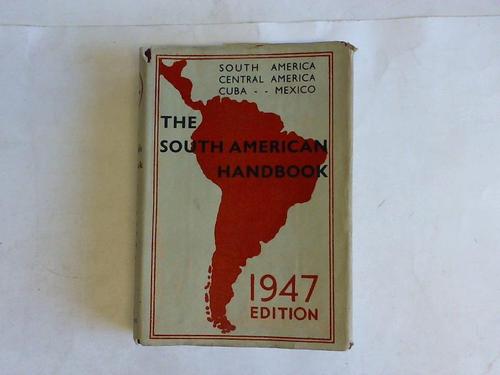 SOUTH AMERICA
CENTRAL AMERICA
CUBA - - MEXICO
THE
SOUTH AMERICAN
HANDBOOK
1947
EDITION